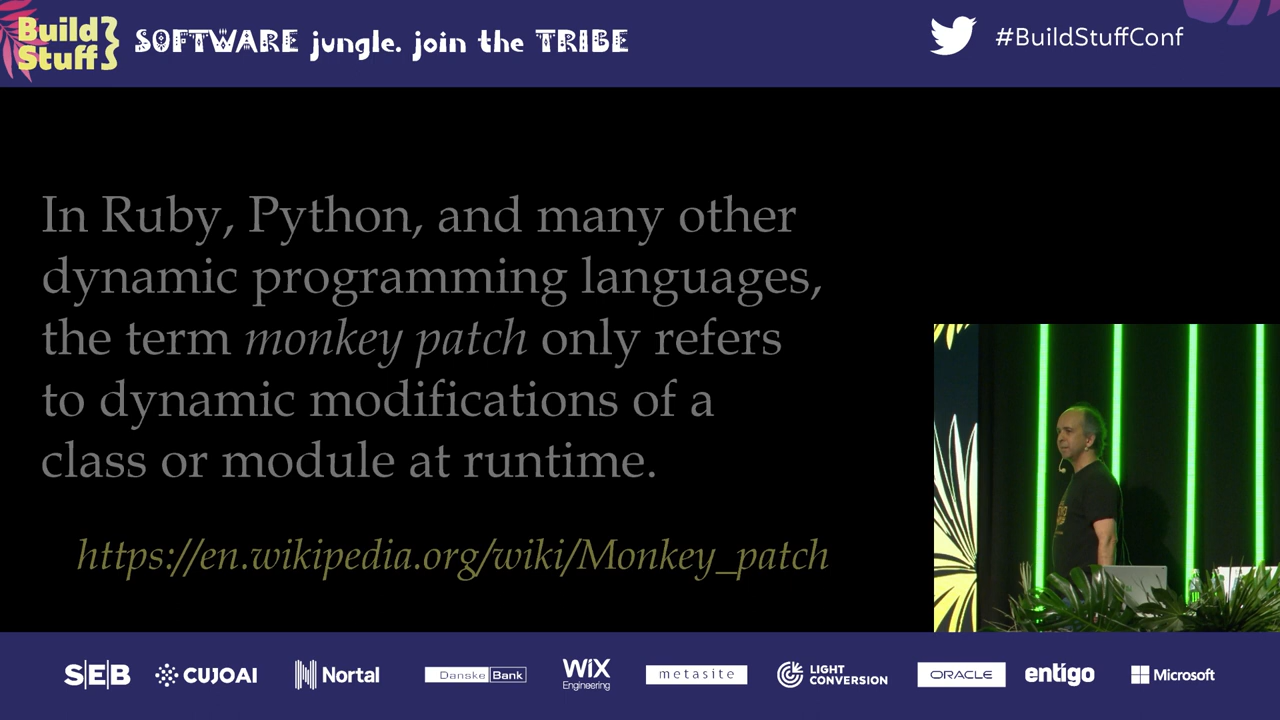 Build
Stuff
SOFTWARE jungle. join the TRIBE
#BuildStuffConf
In Ruby, Python, and many other
dynamic programming languages,
the term monkey patch only refers
to dynamic modifications of a
class or module at runtime.
https://en.wikipedia.org/wiki/Monkey_patch
SEB
CUJOAI
Nortal
Danske Bank
WiX
Engineering
metasite
LIGHT
CONVERSION
ORACLE
entigo
Microsoft